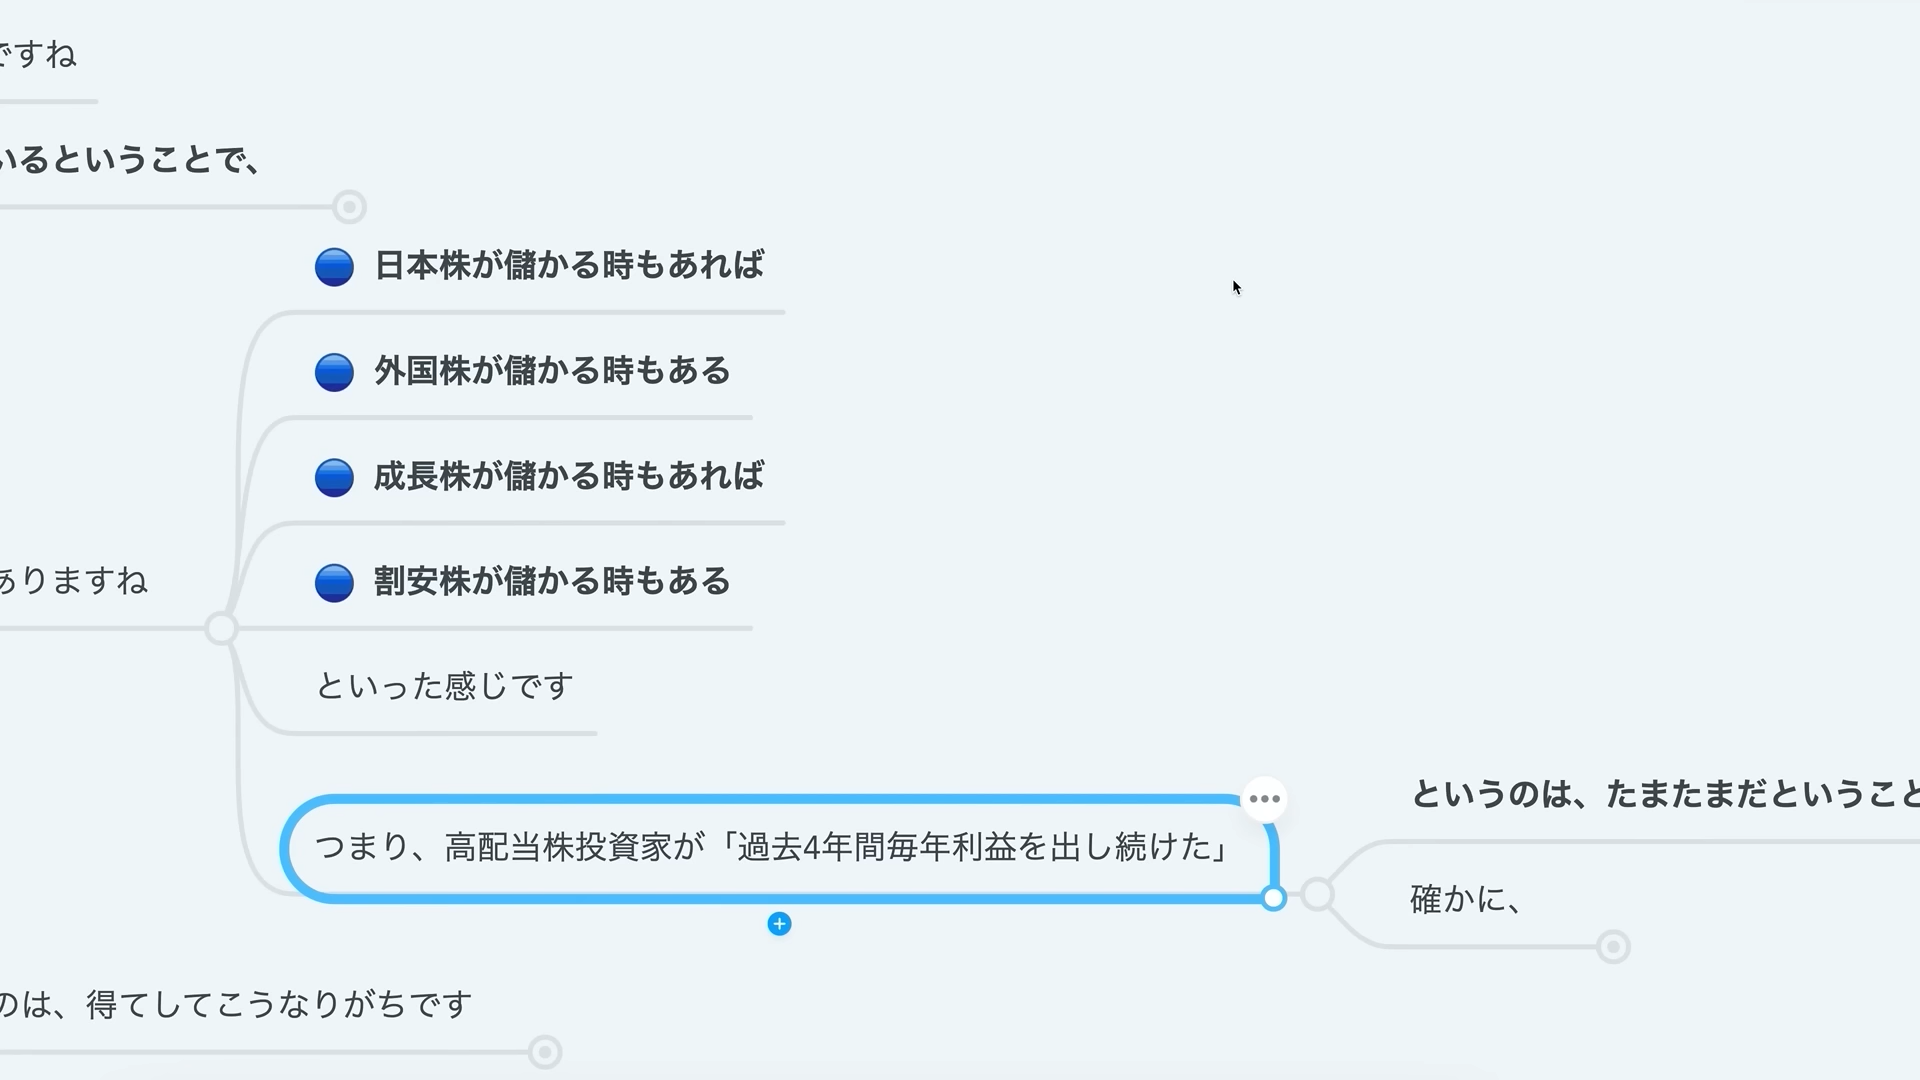 ですね
いるということで、
日本株が儲かる時もあれば
外国株が儲かる時もある
成長株が儲かる時もあれば
ありますね
割安株が儲かる時もある
といった感じです
つまり、高配当株投資家が「過去4年間毎年利益を出し続けた」
というのは、たまたまだということ
確かに、
のは、得てしてこうなりがちです